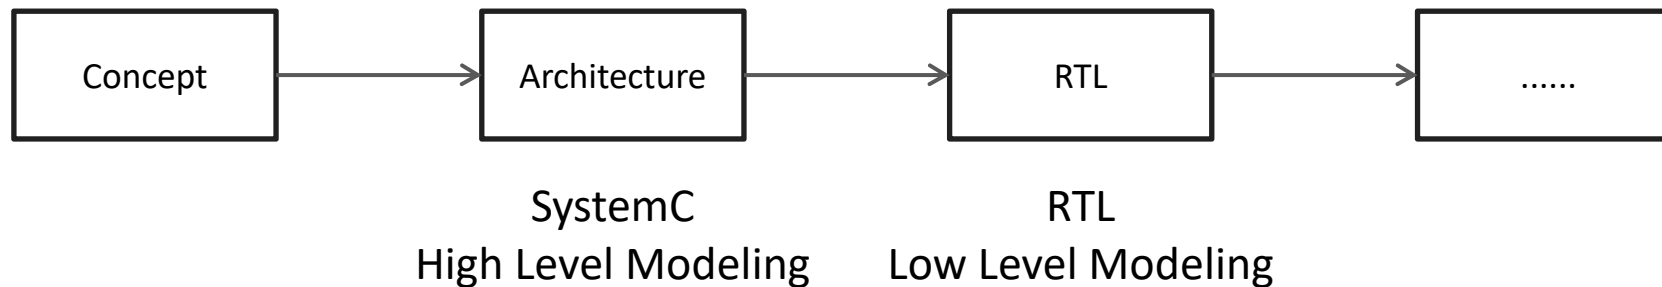 Concept
Architecture
RTL
......
SystemC
High Level Modeling
RTL
Low Level Modeling